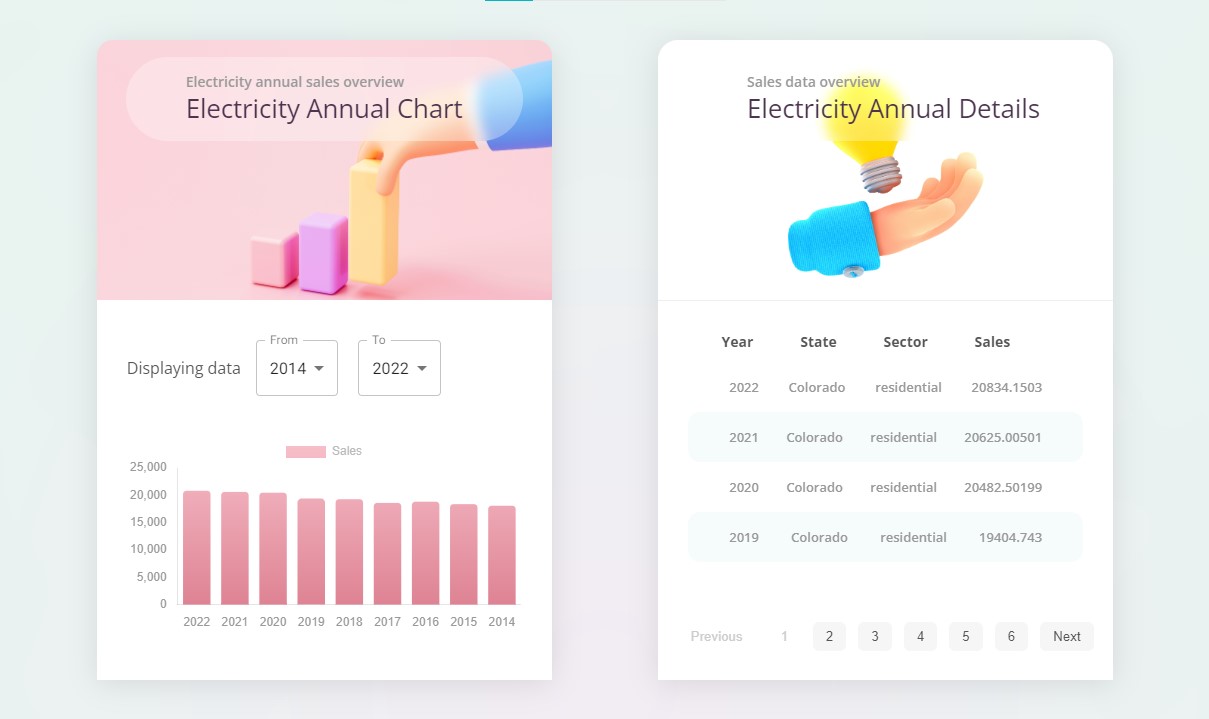 Electricity annual sales overview
Electricity Annual Chart
Displaying data
From
2014
To
2022
Sales
25,000
20,000
15,000
10,000
5,000
0
2022 2021 2020 2019 2018 2017 2016 2015 2014
Sales data overview
Electricity Annual Details
Year State Sector Sales
2022 Colorado residential 20834.1503
2021 Colorado residential 20625.00501
2020 Colorado residential 20482.50199
2019 Colorado residential 19404.743
Previous 1 2 3 4 5 6 Next